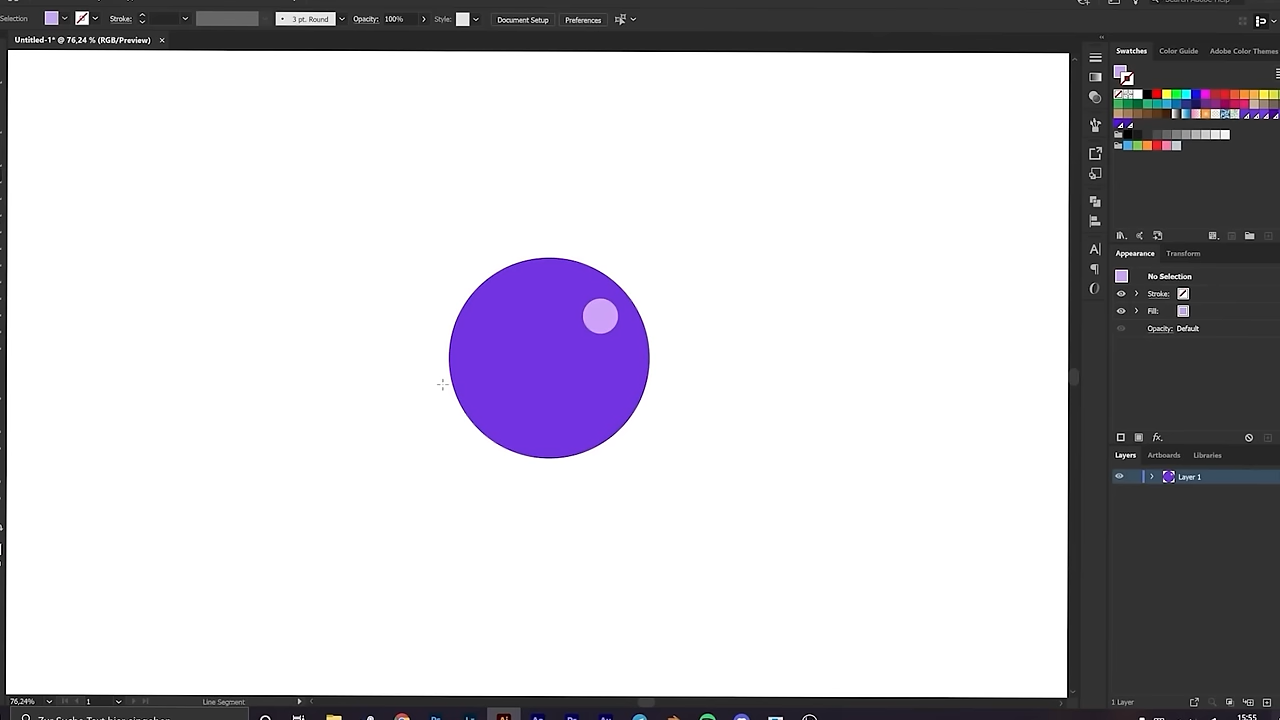 Selection Stroke: 3 pt. Round Opacity: 100% Style: Document Setup Preferences
Untitled-1* @ 76,24 % (RGB/Preview) ×
Swatches Color Guide Adobe Color Themes
Appearance Transform
No Selection
Stroke:
Fill:
Opacity: Default
Layers Artboards Libraries
Layer 1
76,24% 1 Line Segment
1 Layer
5:55